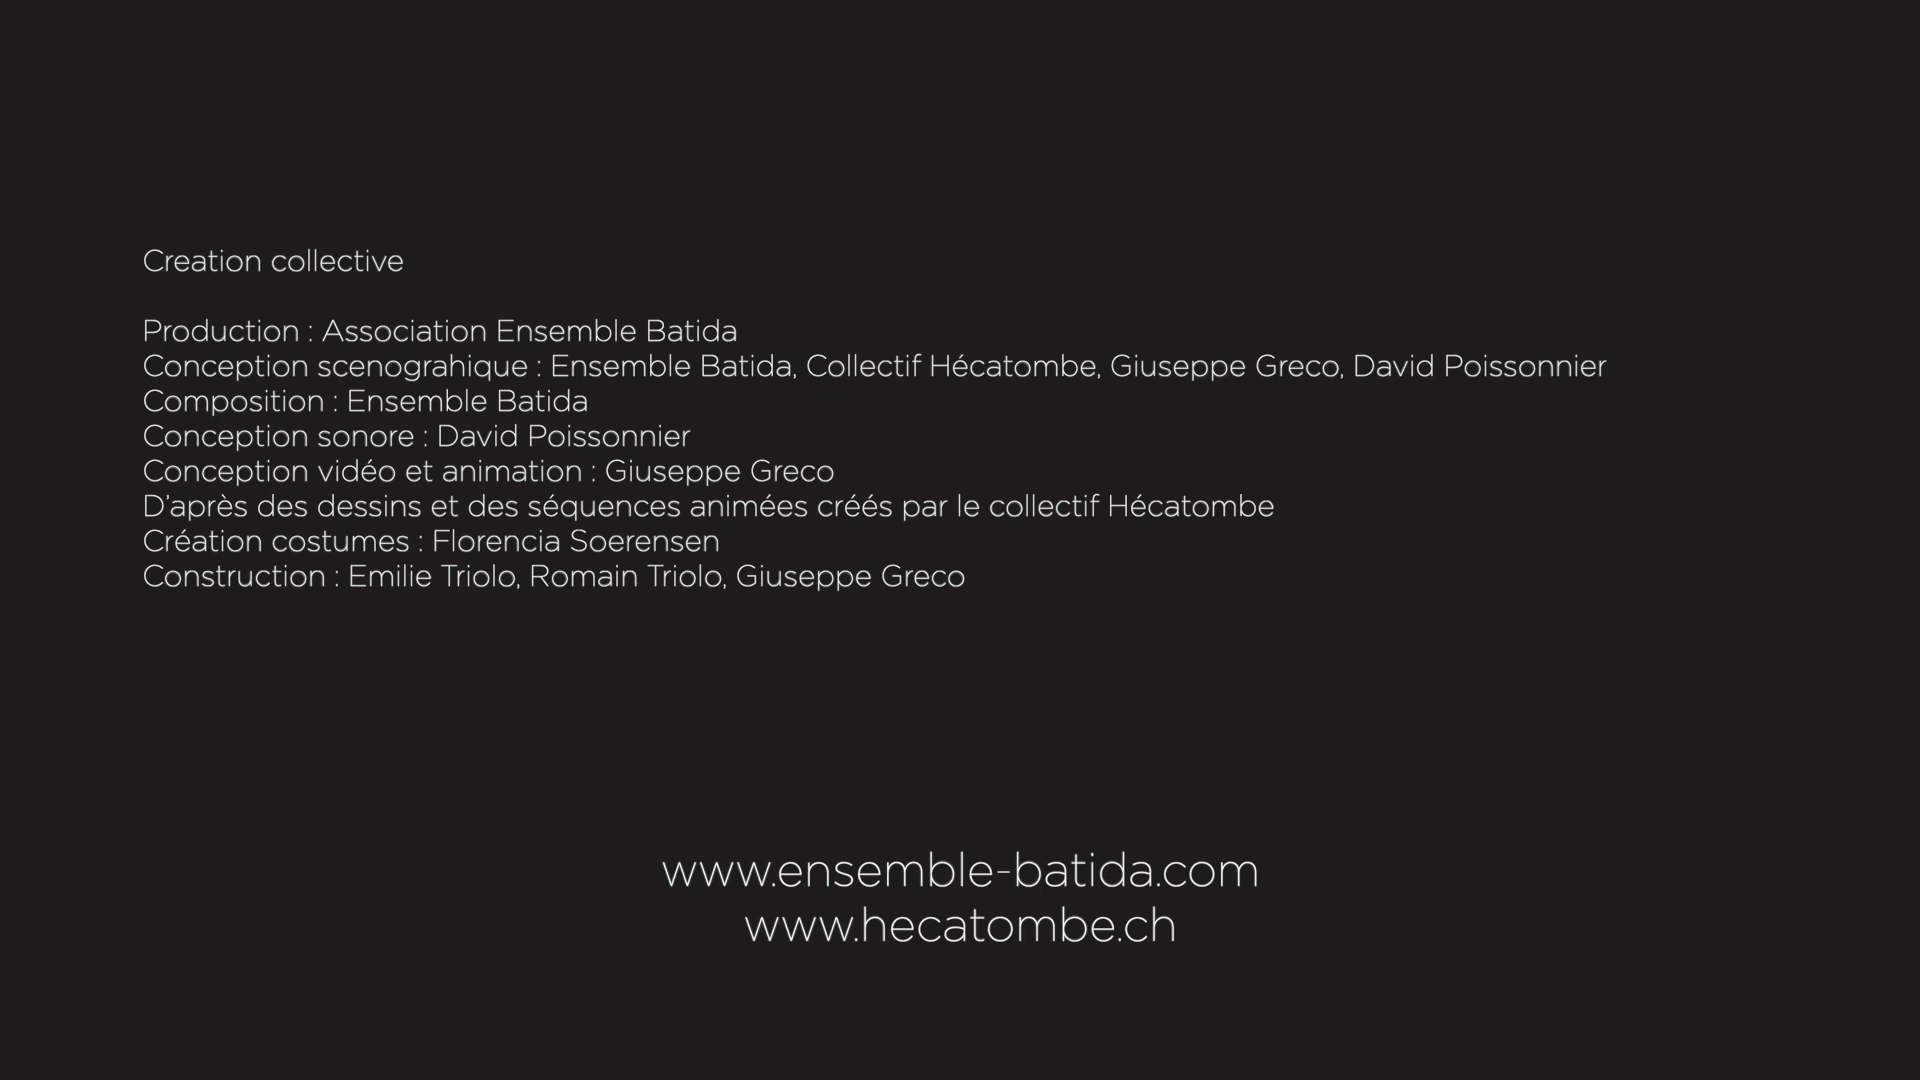 Creation collective
Production : Association Ensemble Batida
Conception scenograhique : Ensemble Batida, Collectif Hécatombe, Giuseppe Greco, David Poissonnier
Composition : Ensemble Batida
Conception sonore : David Poissonnier
Conception vidéo et animation : Giuseppe Greco
D'après des dessins et des séquences animées créés par le collectif Hécatombe
Création costumes : Florencia Soerensen
Construction : Emilie Triolo, Romain Triolo, Giuseppe Greco
www.ensemble-batida.com
www.hecatombe.ch